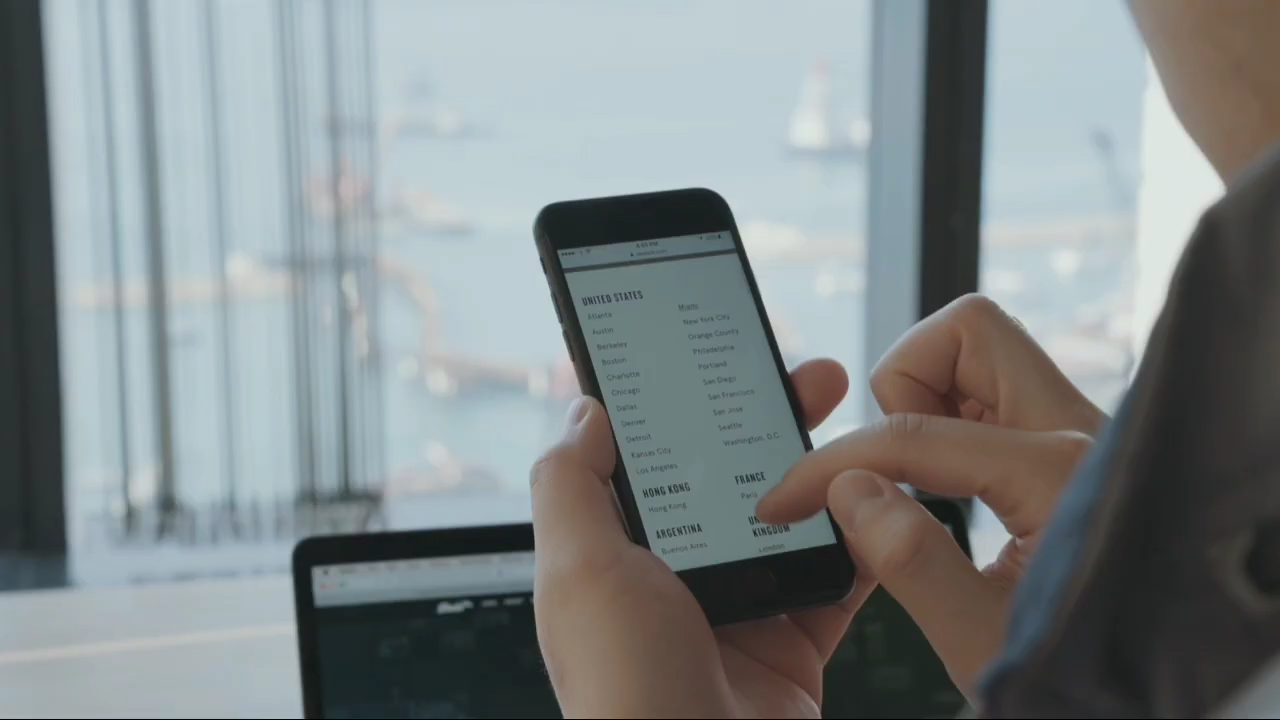 UNITED STATES
Atlanta
Austin
Berkeley
Boston
Charlotte
Chicago
Dallas
Denver
Detroit
Kansas City
Los Angeles
Miami
New York City
Orange County
Philadelphia
Portland
San Diego
San Francisco
San Jose
Seattle
Washington, D.C.
HONG KONG
Hong Kong
ARGENTINA
Buenos Aires
FRANCE
Paris
KINGDOM
London